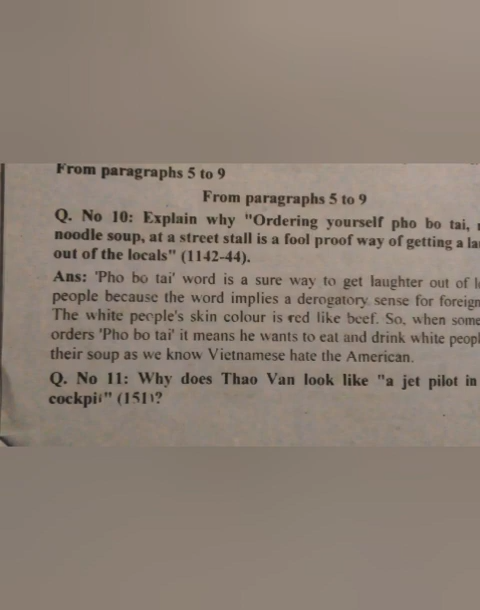 From paragraphs 5 to 9
From paragraphs 5 to 9
Q. No 10: Explain why "Ordering yourself pho bo tai,
noodle soup, at a street stall is a fool proof way of getting a
out of the locals" (1142-44).
Ans: 'Pho bo tai' word is a sure way to get laughter out of
people because the word implies a derogatory sense for
The white people's skin colour is red like beef. So, when
orders 'Pho bo tai' it means he wants to eat and drink white
their soup as we know Vietnamese hate the American.
Q. No 11: Why does Thao Van look like "a jet pilot in
cockpit" (151)?